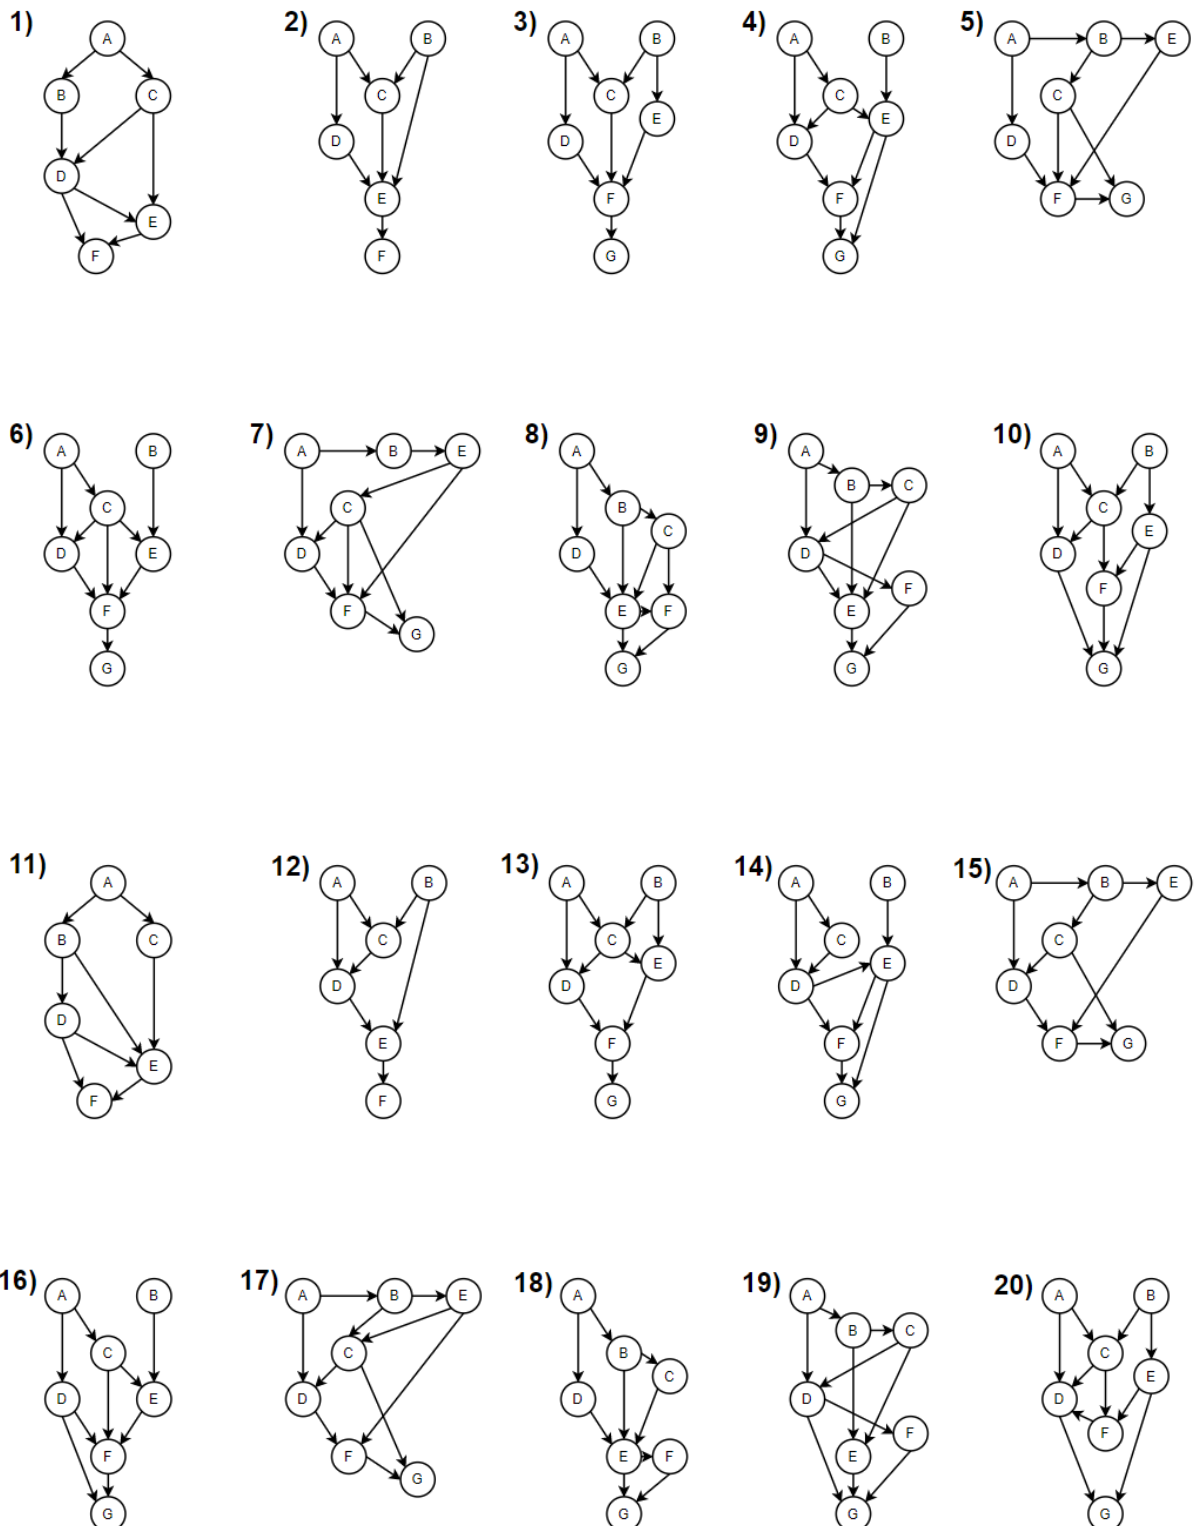 1) 2) 3) 4) 5)
A A B A B A B A B E
B C C C C C
E E
D D D D
D
E F F F G
E
F F G G
6) 7) 8) 9) 10)
A B A B E A A A B
B C
C C B C
C E
D E D D D D
F F
F F E F E
G
G G G G
11) 12) 13) 14) 15)
A A B A B A B A B E
B C C C C C
E E
D D D D
D
E E F F F G
F F G G
16) 17) 18) 19) 20)
A B A B E A A A B
B C
C C B C
C E
D E D D D D
F F
F F E F E
G
G G G G